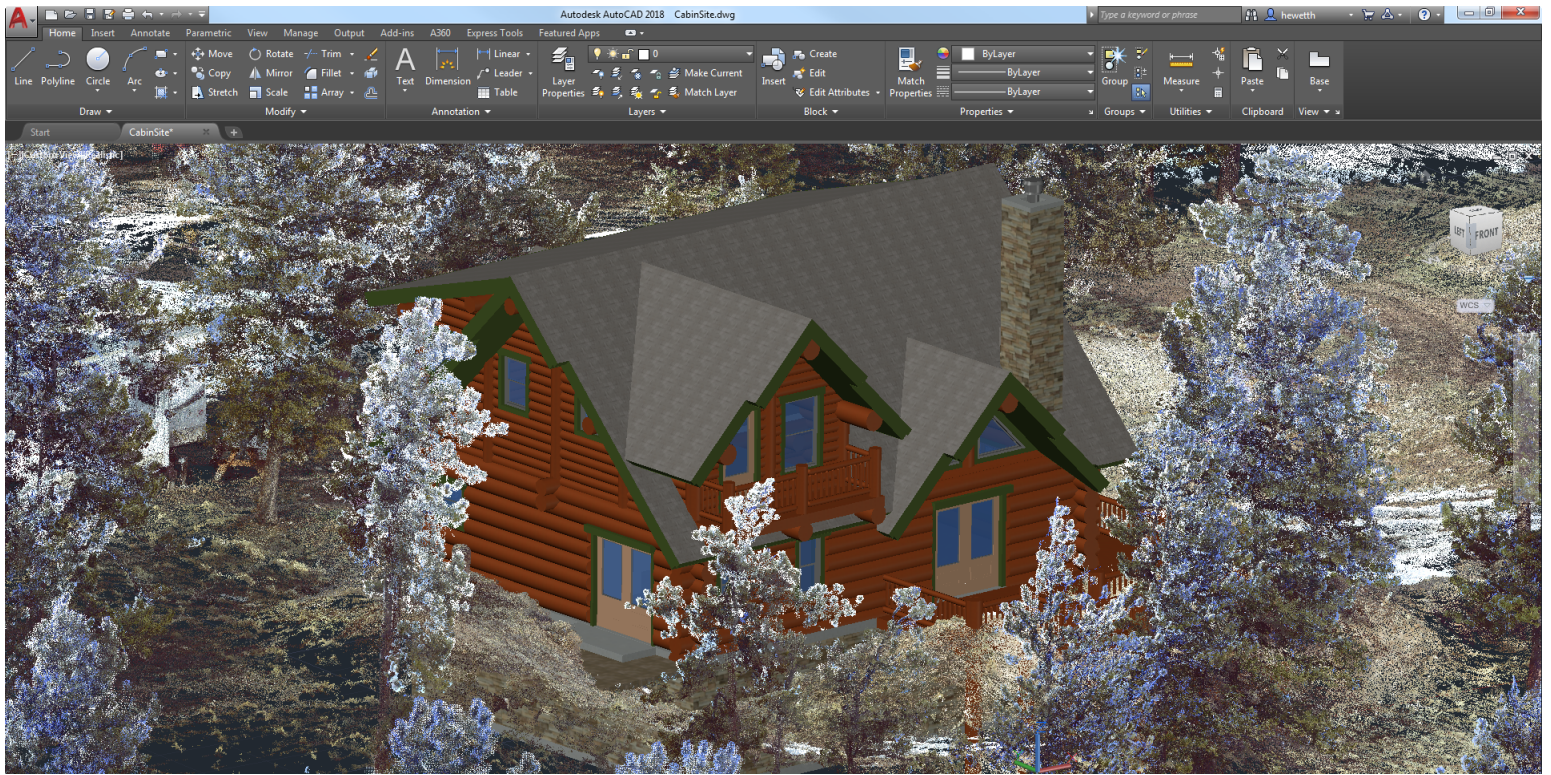 Autodesk AutoCAD 2018 CabinSite.dwg
Type a keyword or phrase
hewetth
Home Insert Annotate Parametric View Manage Output Add-ins A360 Express Tools Featured Apps
Line Polyline Circle Arc
Move Rotate Trim
Copy Mirror Fillet
Stretch Scale Array
Text Dimension
Linear
Leader
Table
Layer Properties
0
Make Current
Match Layer
Insert
Create
Edit
Edit Attributes
Match Properties
ByLayer
ByLayer
ByLayer
Group
Measure
Paste
Base
Draw Modify Annotation Layers Block Properties Groups Utilities Clipboard View
Start CabinSite*
FRONT
WCS